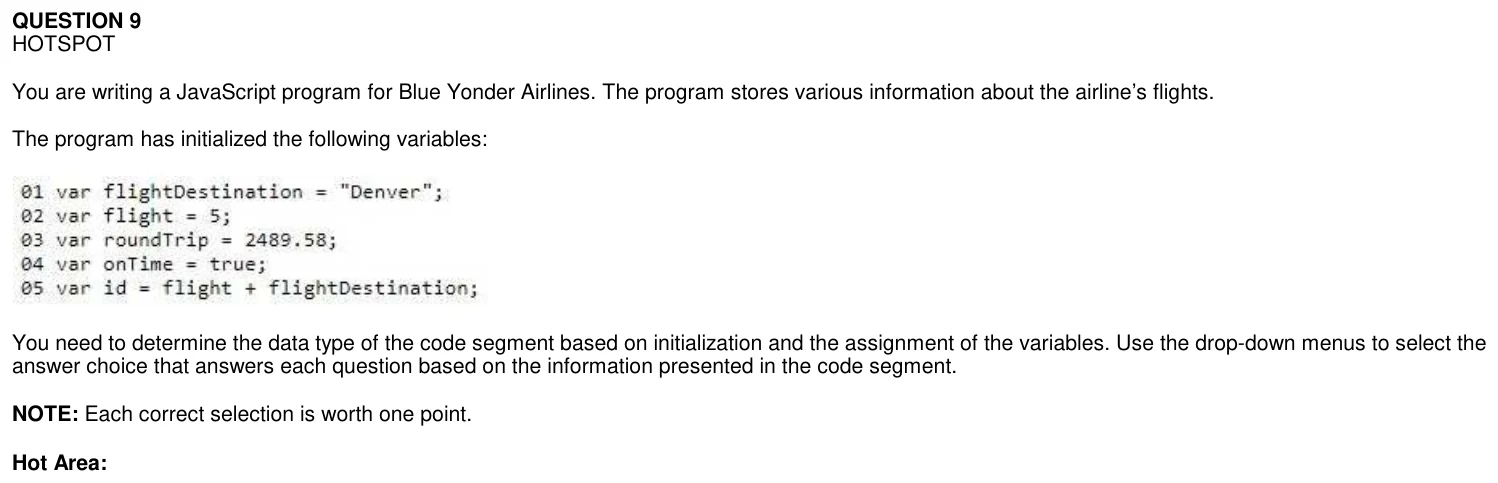 QUESTION 9
HOTSPOT
You are writing a JavaScript program for Blue Yonder Airlines. The program stores various information about the airline’s flights.
The program has initialized the following variables:
01 var flightDestination = "Denver";
02 var flight = 5;
03 var roundTrip = 2489.58;
04 var onTime = true;
05 var id = flight + flightDestination;
You need to determine the data type of the code segment based on initialization and the assignment of the variables. Use the drop-down menus to select the
answer choice that answers each question based on the information presented in the code segment.
NOTE: Each correct selection is worth one point.
Hot Area: